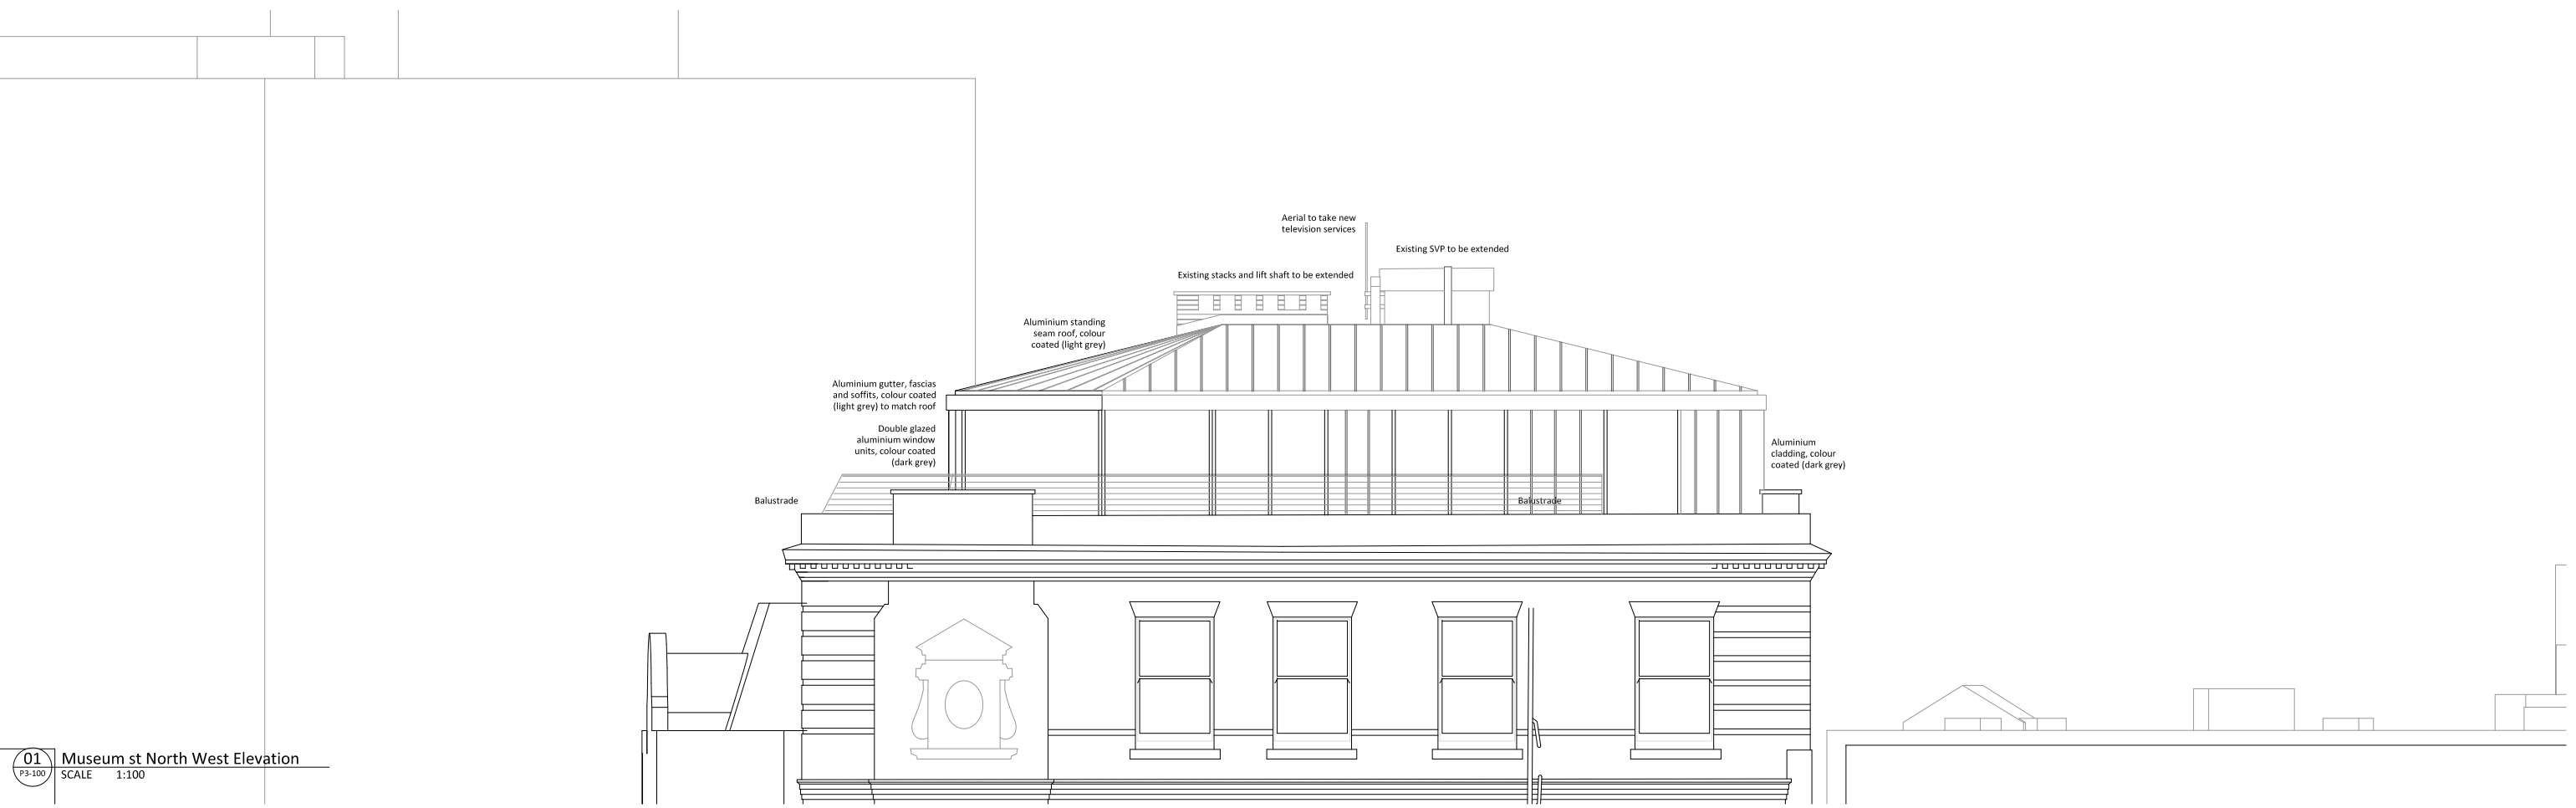 Aerial to take new
television services
Existing SVP to be extended
Existing stacks and lift shaft to be extended
Aluminium standing
seam roof, colour
coated (light grey)
Aluminium gutter, fascias
and soffits, colour coated
(light grey) to match roof
Double glazed
aluminium window
units, colour coated
(dark grey)
Aluminium
cladding, colour
coated (dark grey)
Balustrade
Balustrade
01
P3-100
Museum st North West Elevation
SCALE 1:100